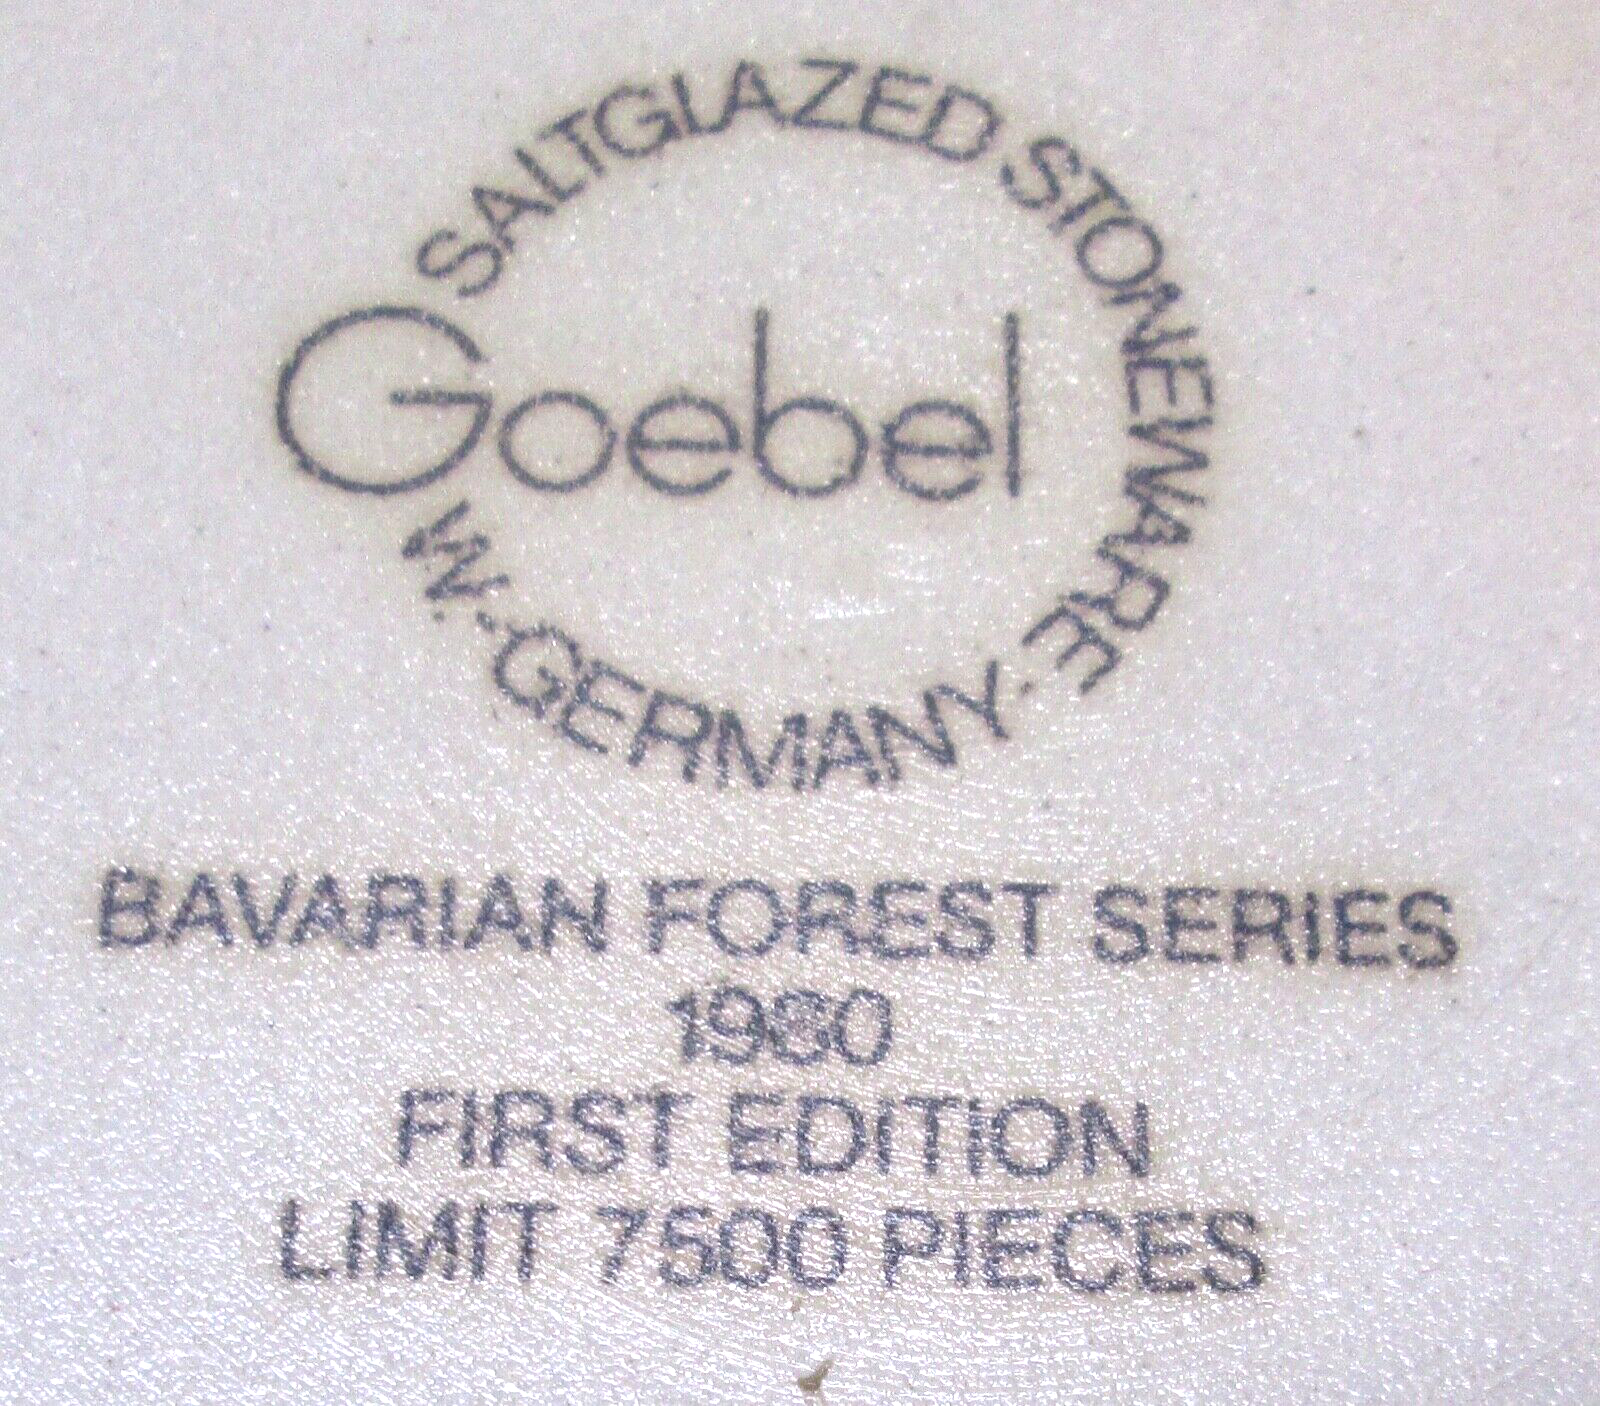 SALTGLAZED STONEWARE
Goebel
W.-GERMANY
BAVARIAN FOREST SERIES
1980
FIRST EDITION
LIMIT 7500 PIECES